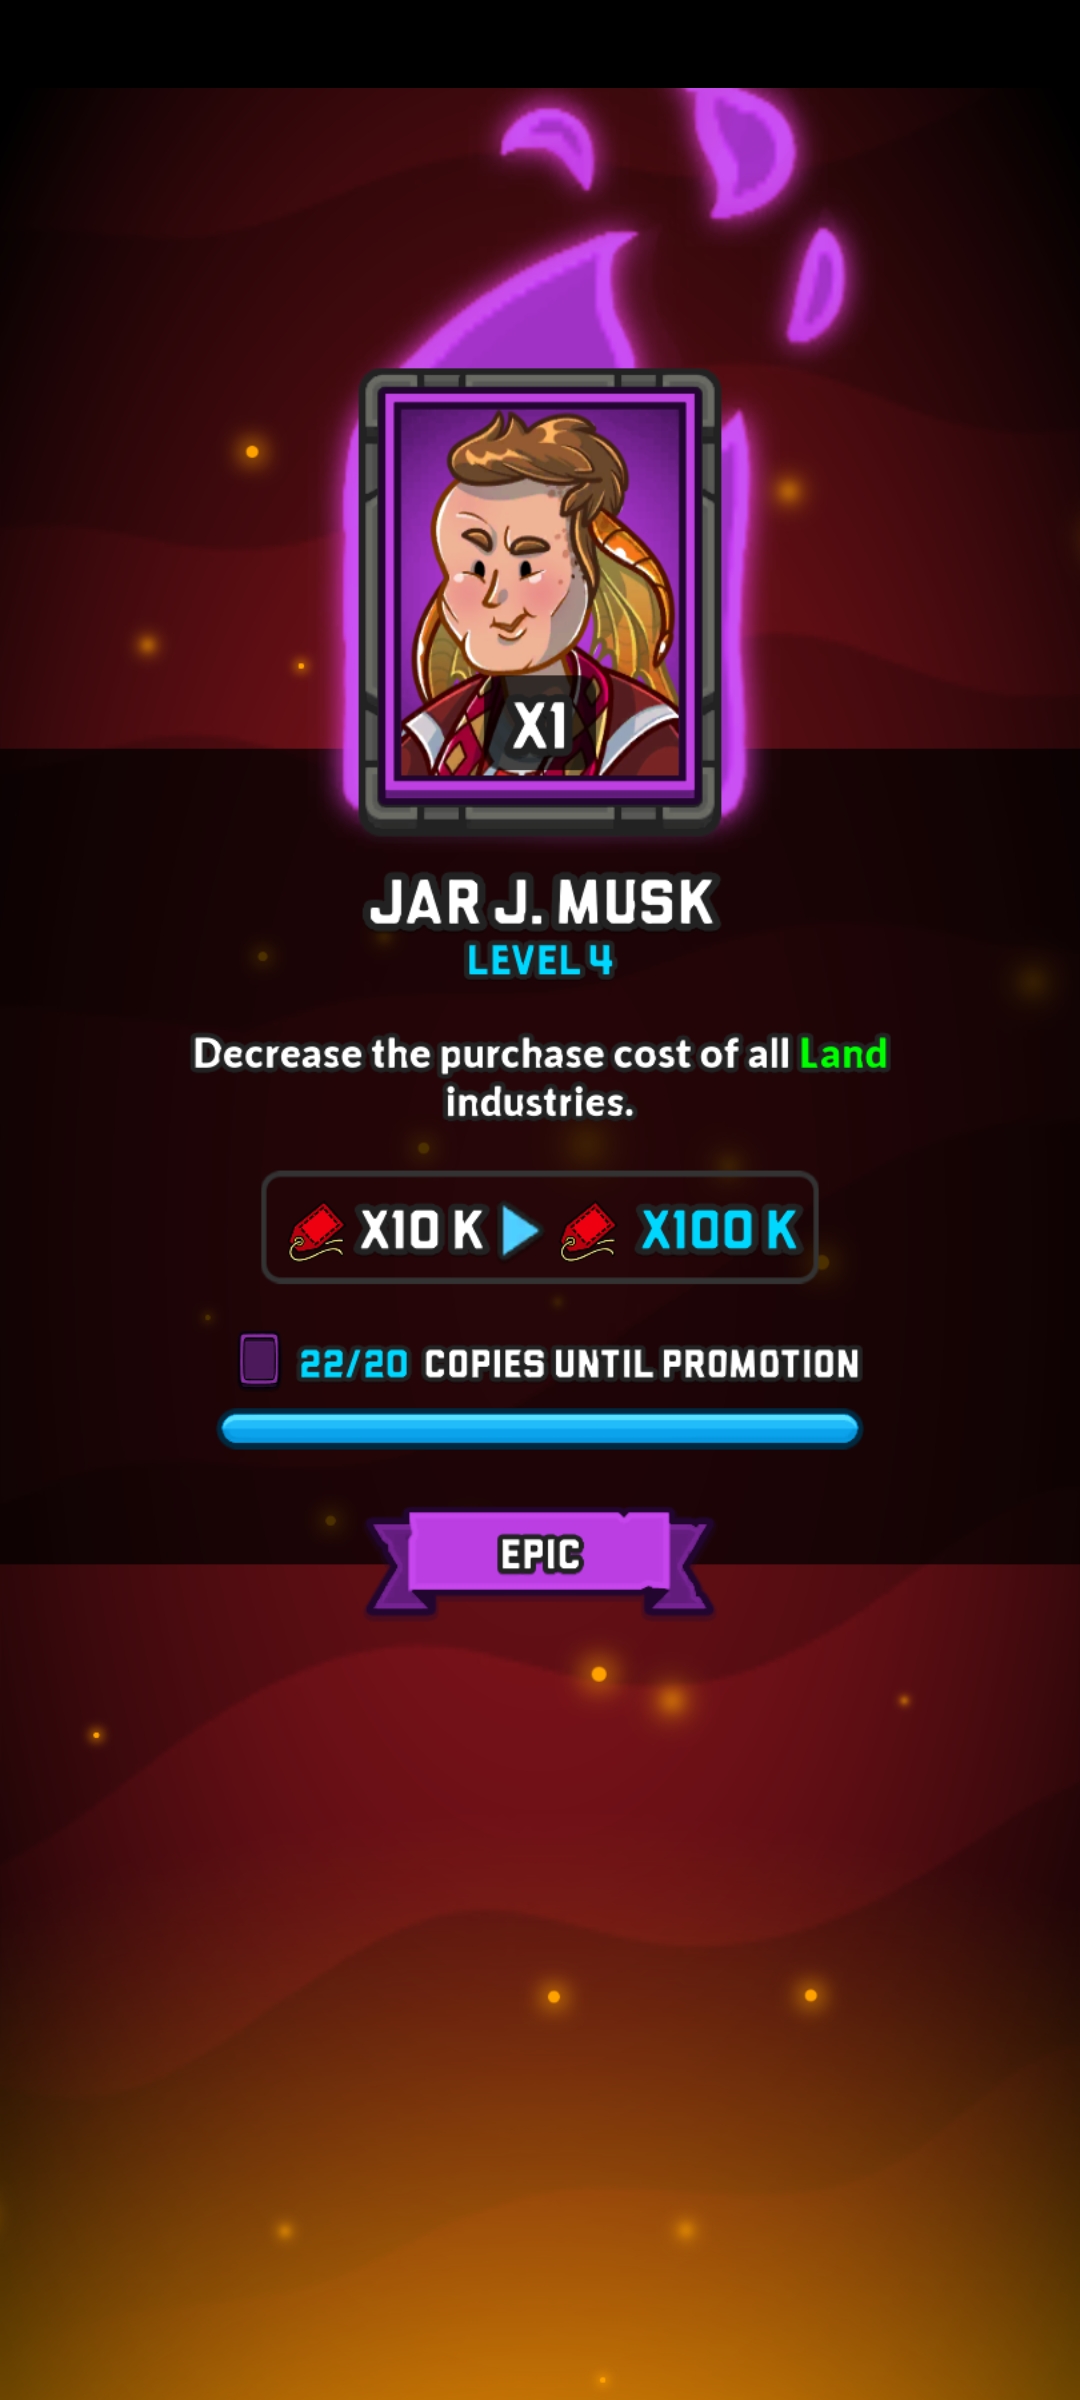 X1
JAR J. MUSK
LEVEL 4
Decrease the purchase cost of all Land
industries.
X10 K X100 K
22/20 COPIES UNTIL PROMOTION
EPIC